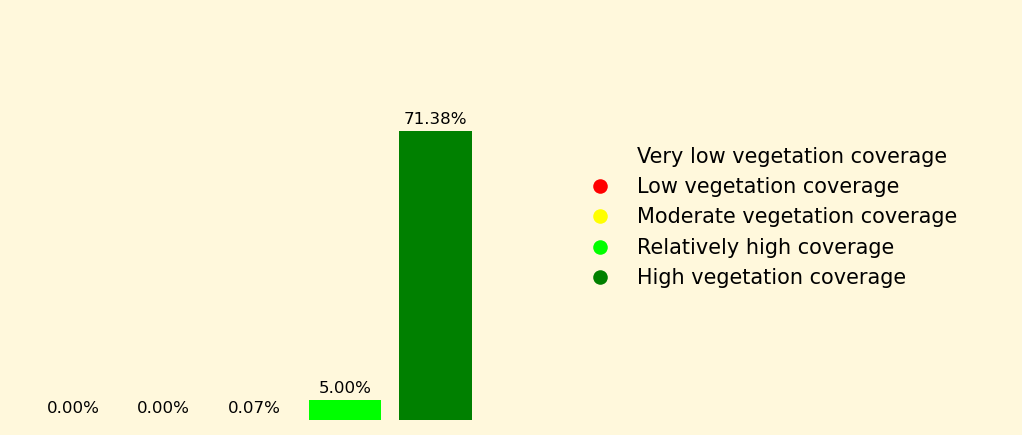 71.38%
5.00%
0.00% 0.00% 0.07%
Very low vegetation coverage
Low vegetation coverage
Moderate vegetation coverage
Relatively high coverage
High vegetation coverage